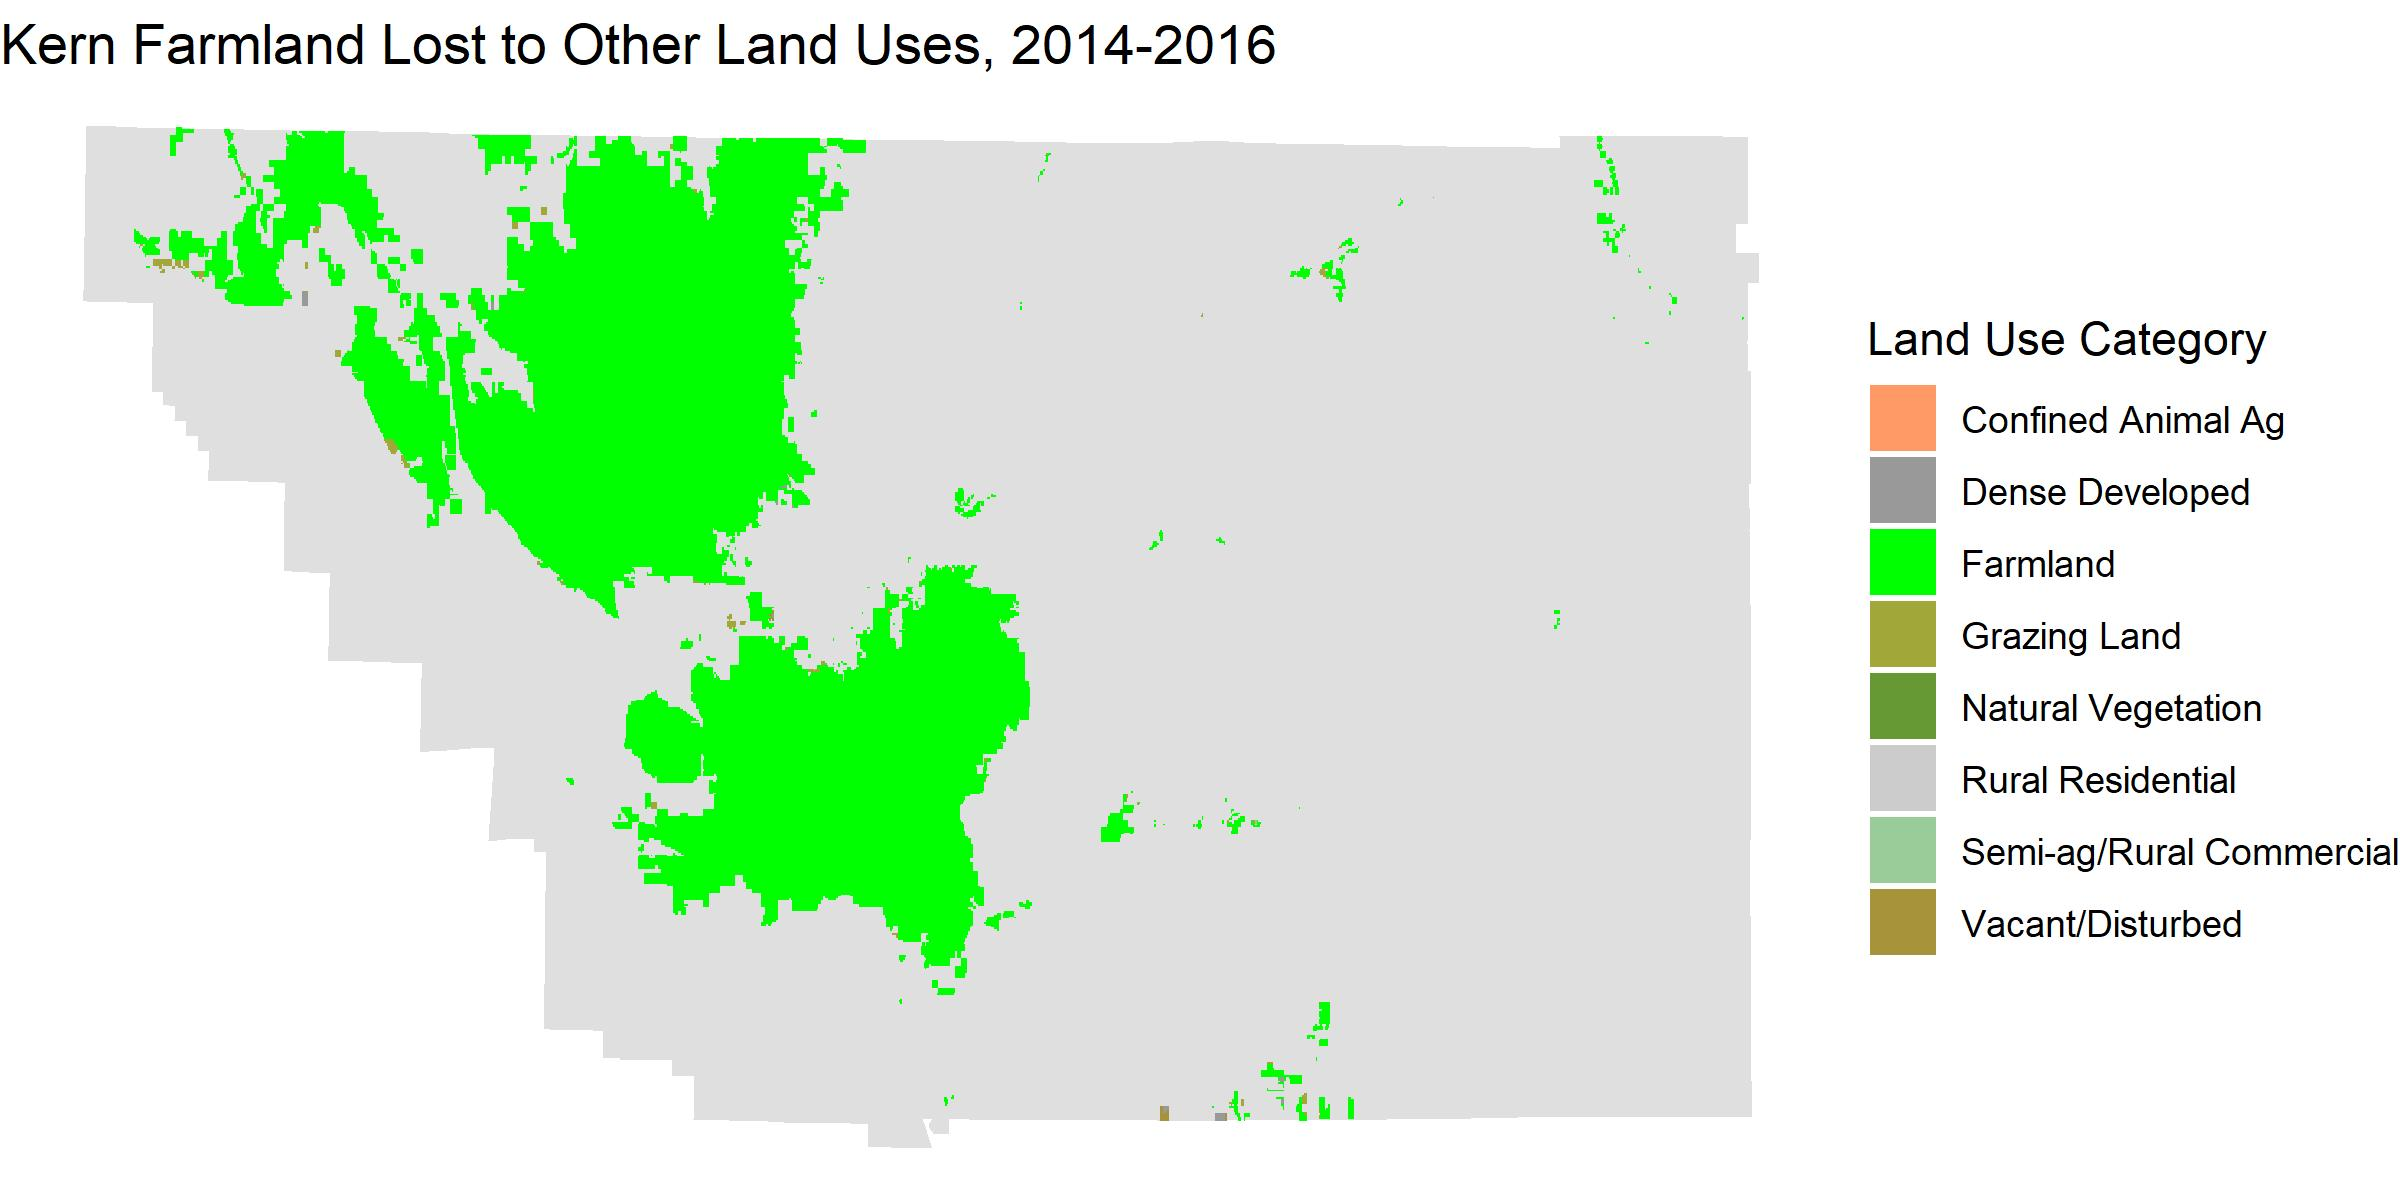 Kern Farmland Lost to Other Land Uses, 2014-2016
Land Use Category
Confined Animal Ag
Dense Developed
Farmland
Grazing Land
Natural Vegetation
Rural Residential
Semi-ag/Rural Commercial
Vacant/Disturbed